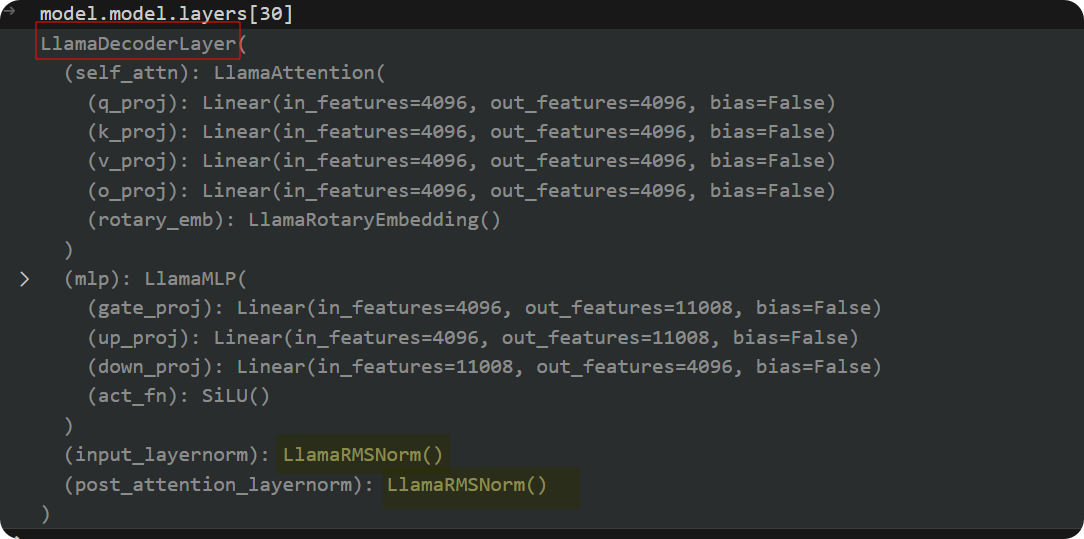 model.model.layers[30]
LlamaDecoderLayer(
(self_attn): LlamaAttention(
(q_proj): Linear(in_features=4096, out_features=4096, bias=False)
(k_proj): Linear(in_features=4096, out_features=4096, bias=False)
(v_proj): Linear(in_features=4096, out_features=4096, bias=False)
(o_proj): Linear(in_features=4096, out_features=4096, bias=False)
(rotary_emb): LlamaRotaryEmbedding()
)
(mlp): LlamaMLP(
(gate_proj): Linear(in_features=4096, out_features=11008, bias=False)
(up_proj): Linear(in_features=4096, out_features=11008, bias=False)
(down_proj): Linear(in_features=11008, out_features=4096, bias=False)
(act_fn): SiLU()
)
(input_layernorm): LlamaRMSNorm()
(post_attention_layernorm): LlamaRMSNorm()
)